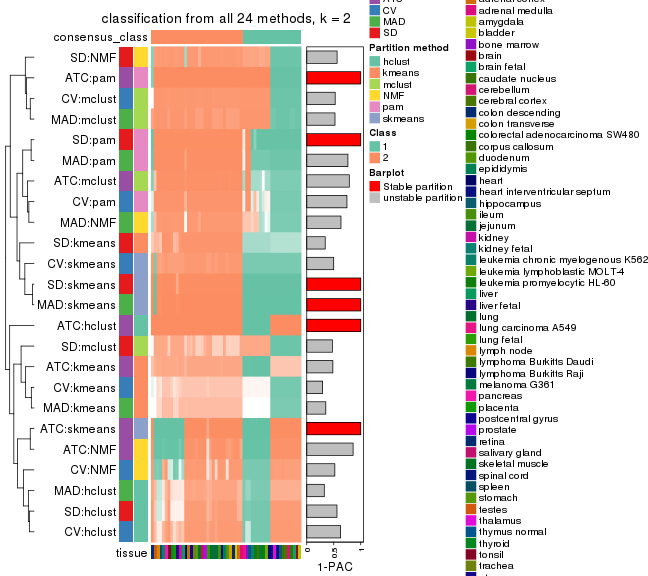 classification from all 24 methods, k = 2
consensus_class
SD:NMF
ATC:pam
CV:mclust
MAD:mclust
SD:pam
MAD:pam
ATC:mclust
CV:pam
MAD:NMF
SD:kmeans
CV:skmeans
SD:skmeans
MAD:skmeans
ATC:hclust
SD:mclust
ATC:kmeans
CV:kmeans
MAD:kmeans
ATC:skmeans
ATC:NMF
CV:NMF
MAD:hclust
SD:hclust
CV:hclust
tissue
0
0.5
1
1-PAC
CV
MAD
SD
Partition method
hclust
kmeans
mclust
NMF
pam
skmeans
Class
1
2
Barplot
Stable partition
unstable partition
adrenal medulla
amygdala
bladder
bone marrow
brain
brain fetal
caudate nucleus
cerebellum
cerebral cortex
colon descending
colon transverse
colorectal adenocarcinoma SW480
corpus callosum
duodenum
epididymis
heart
heart interventricular septum
hippocampus
ileum
jejunum
kidney
kidney fetal
leukemia chronic myelogenous K562
leukemia lymphoblastic MOLT-4
leukemia promyelocytic HL-60
liver
liver fetal
lung
lung carcinoma A549
lung fetal
lymph node
lymphoma Burkitts Daudi
lymphoma Burkitts Raji
melanoma G361
pancreas
placenta
postcentral gyrus
prostate
retina
salivary gland
skeletal muscle
spinal cord
spleen
stomach
testes
thalamus
thymus normal
thyroid
tonsil
trachea